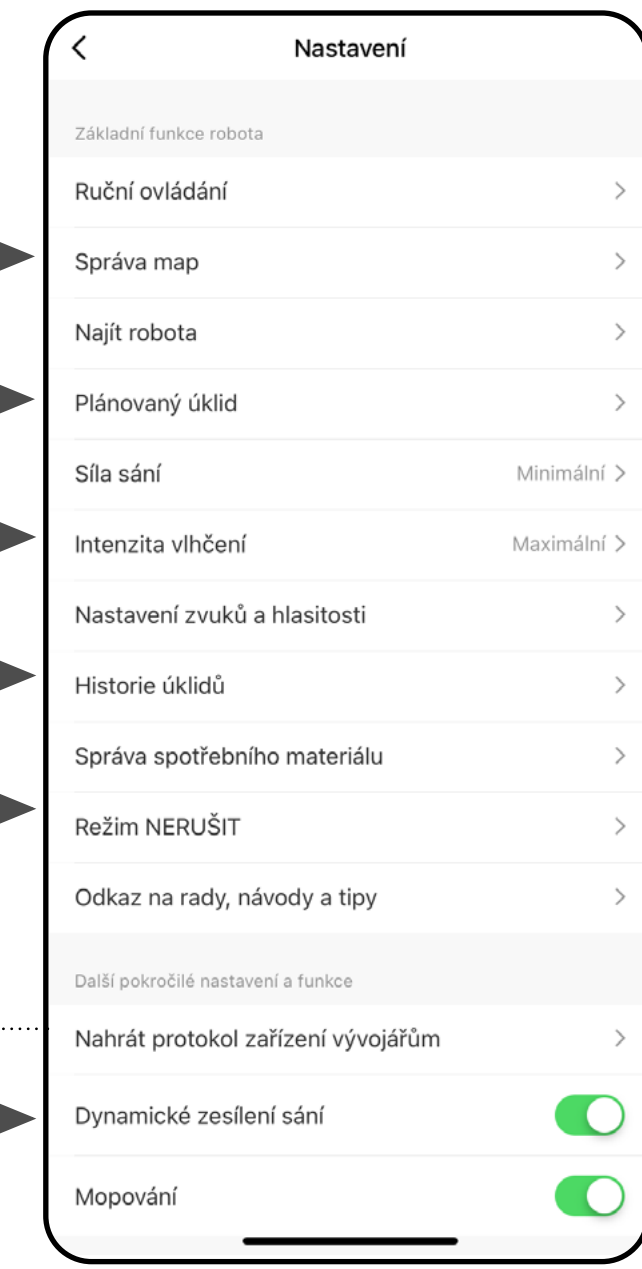 Nastavení
Základní funkce robota
Ruční ovládání
Správa map
Najít robota
Plánovaný úklid
Síla sání Minimální
Intenzita vlhčení Maximální
Nastavení zvuků a hlasitosti
Historie úklidů
Správa spotřebního materiálu
Režim NERUŠIT
Odkaz na rady, návody a tipy
Další pokročilé nastavení a funkce
Nahrát protokol zařízení vývojářům
Dynamické zesílení sání
Mopování